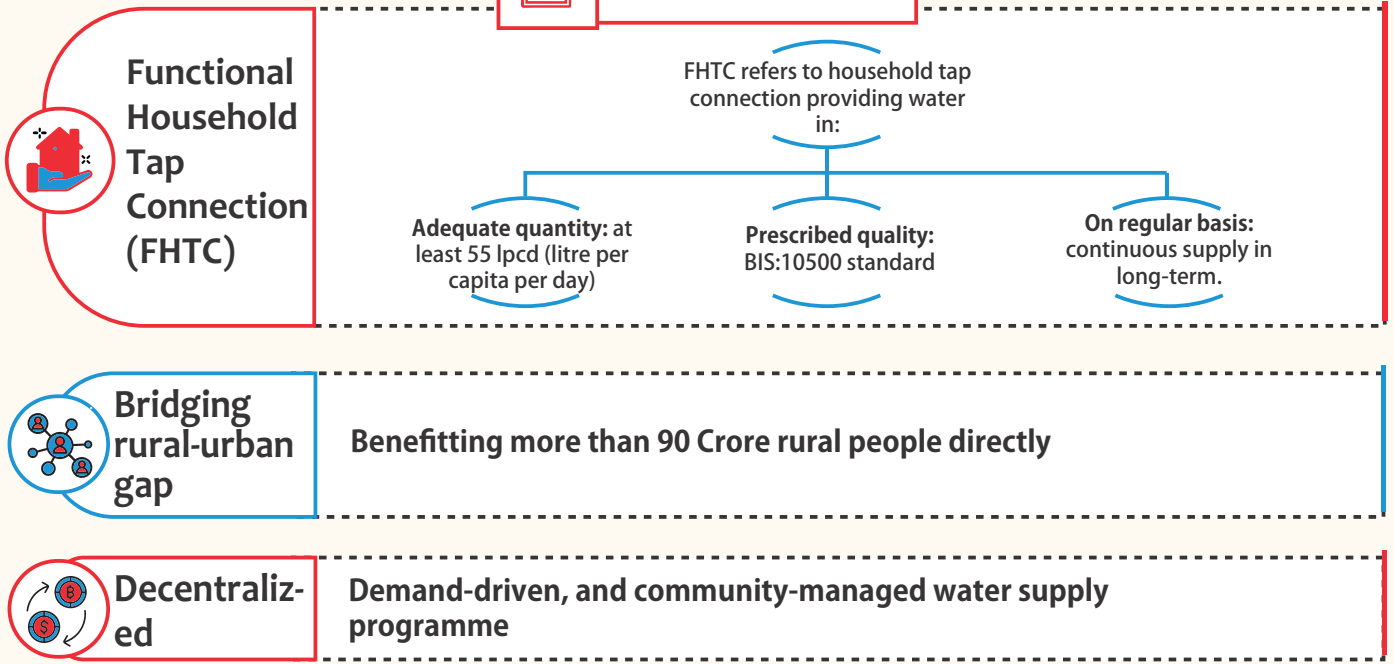 Functional
Household
Tap
Connection
(FHTC)
FHTC refers to household tap
connection providing water
in:
Adequate quantity: at
least 55 lpcd (litre per
capita per day)
Prescribed quality:
BIS:10500 standard
On regular basis:
continuous supply in
long-term.
Bridging
rural-urban
gap
Benefitting more than 90 Crore rural people directly
Decentraliz-
ed
Demand-driven, and community-managed water supply
programme